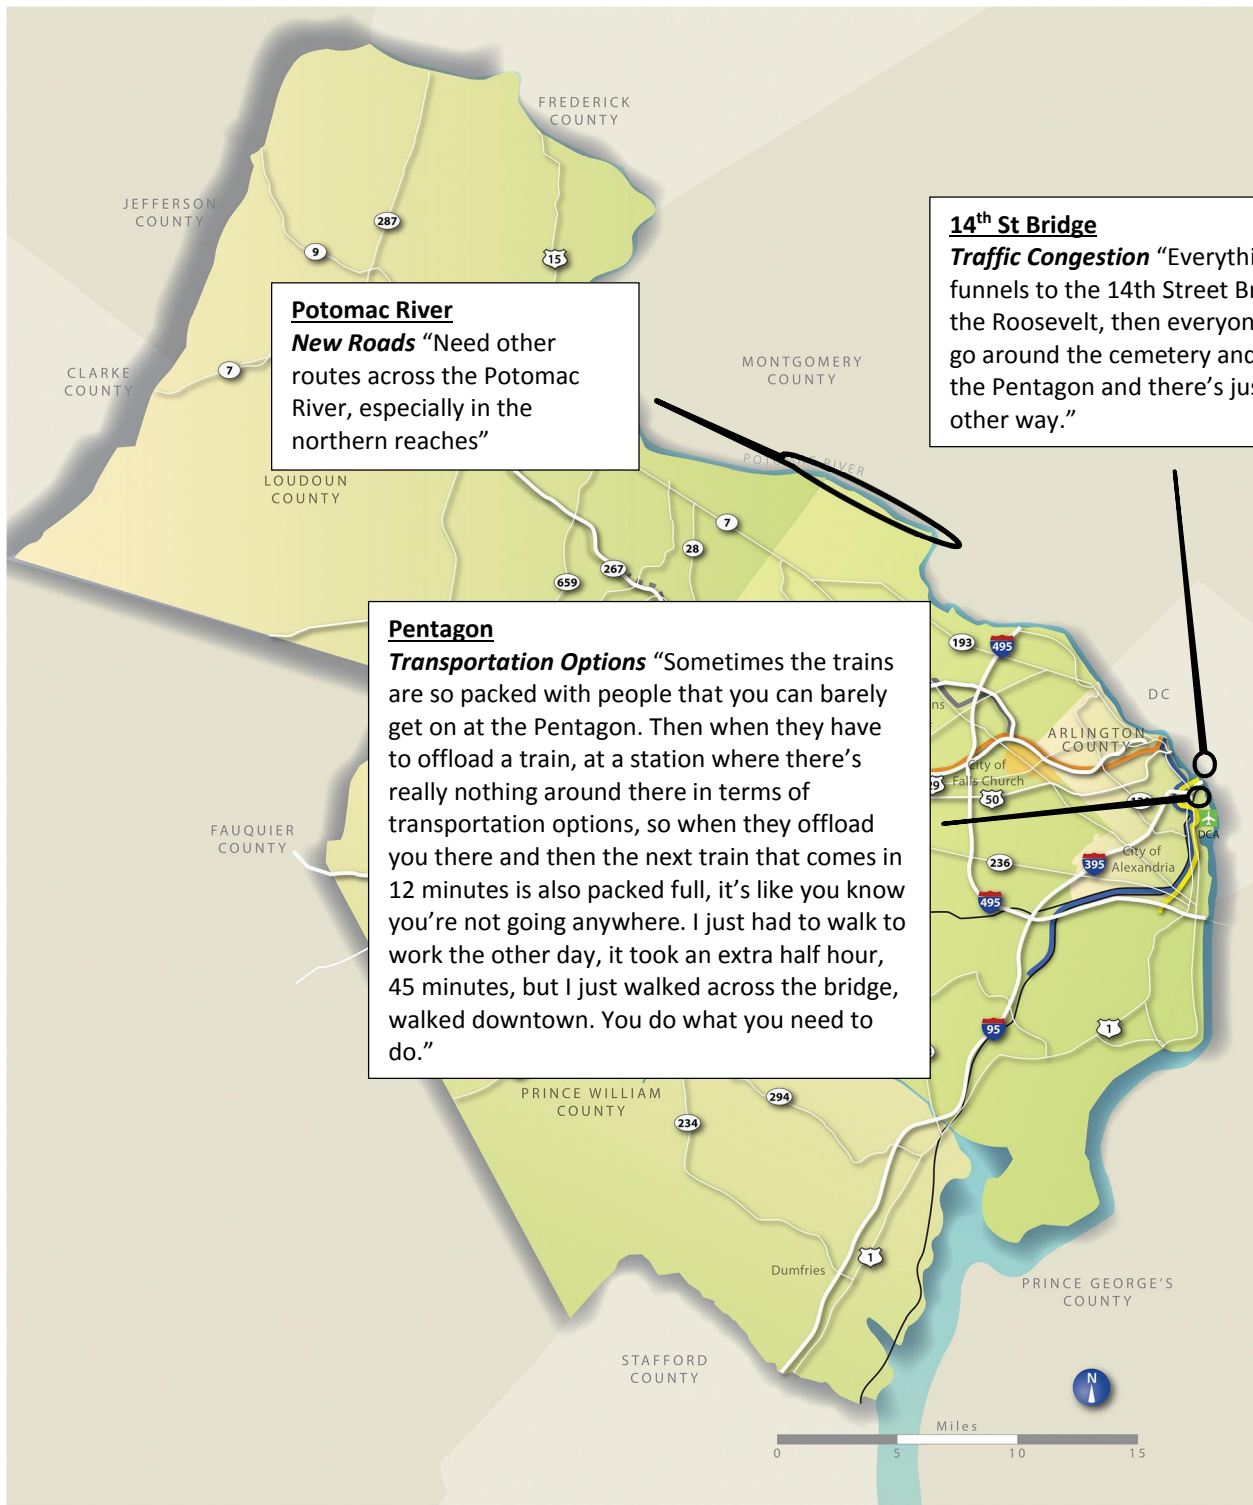 FREDERICK
COUNTY
JEFFERSON
COUNTY
287
9
15
14th St Bridge
Traffic Congestion “Everythi
funnels to the 14th Street Br
the Roosevelt, then everyon
go around the cemetery and
the Pentagon and there’s jus
other way.”
Potomac River
New Roads “Need other
routes across the Potomac
River, especially in the
northern reaches”
CLARKE
COUNTY
7
MONTGOMERY
COUNTY
POTOMAC RIVER
LOUDOUN
COUNTY
7
28
267
659
Pentagon
Transportation Options “Sometimes the trains
are so packed with people that you can barely
get on at the Pentagon. Then when they have
to offload a train, at a station where there’s
really nothing around there in terms of
transportation options, so when they offload
you there and then the next train that comes in
12 minutes is also packed full, it’s like you know
you’re not going anywhere. I just had to walk to
work the other day, it took an extra half hour,
45 minutes, but I just walked across the bridge,
walked downtown. You do what you need to
do.”
193
495
DC
ns
ARLINGTON
COUNTY
City of
Falls Church
29
50
DCA
FAUQUIER
COUNTY
236
395
City of
Alexandria
495
95
1
PRINCE WILLIAM
COUNTY
294
234
1
Dumfries
PRINCE GEORGE'S
COUNTY
STAFFORD
COUNTY
N
Miles
0 5 10 15